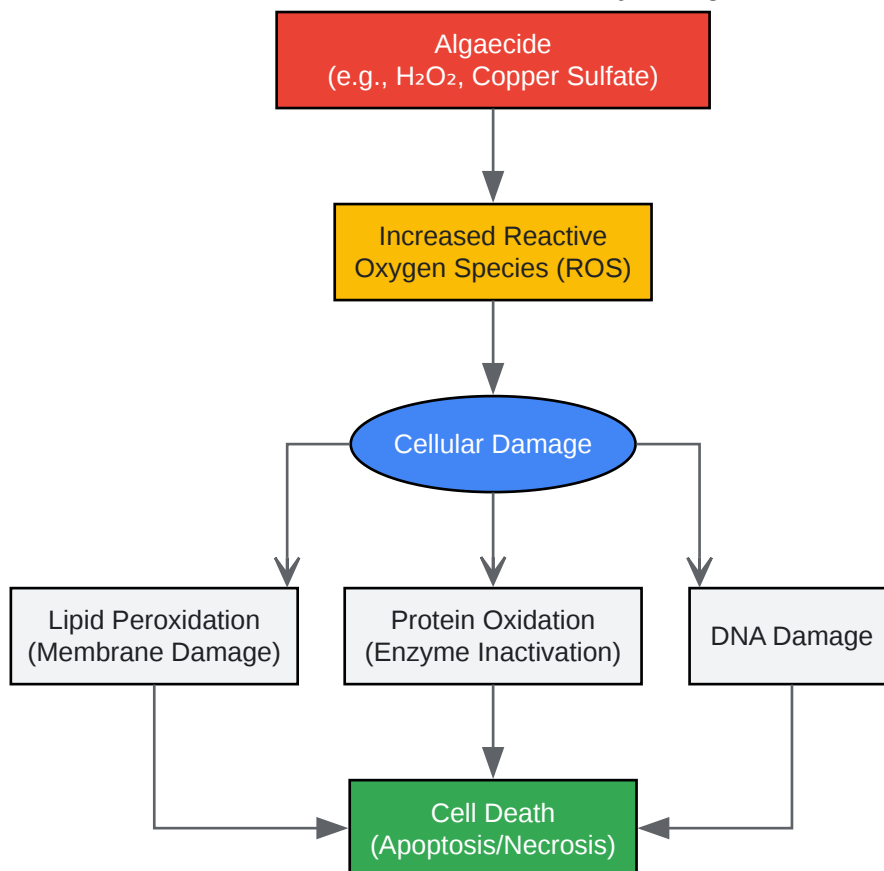 Algaecide
(e.g., H₂O₂, Copper Sulfate)
Increased Reactive
Oxygen Species (ROS)
Cellular Damage
Lipid Peroxidation
(Membrane Damage)
Protein Oxidation
(Enzyme Inactivation)
DNA Damage
Cell Death
(Apoptosis/Necrosis)